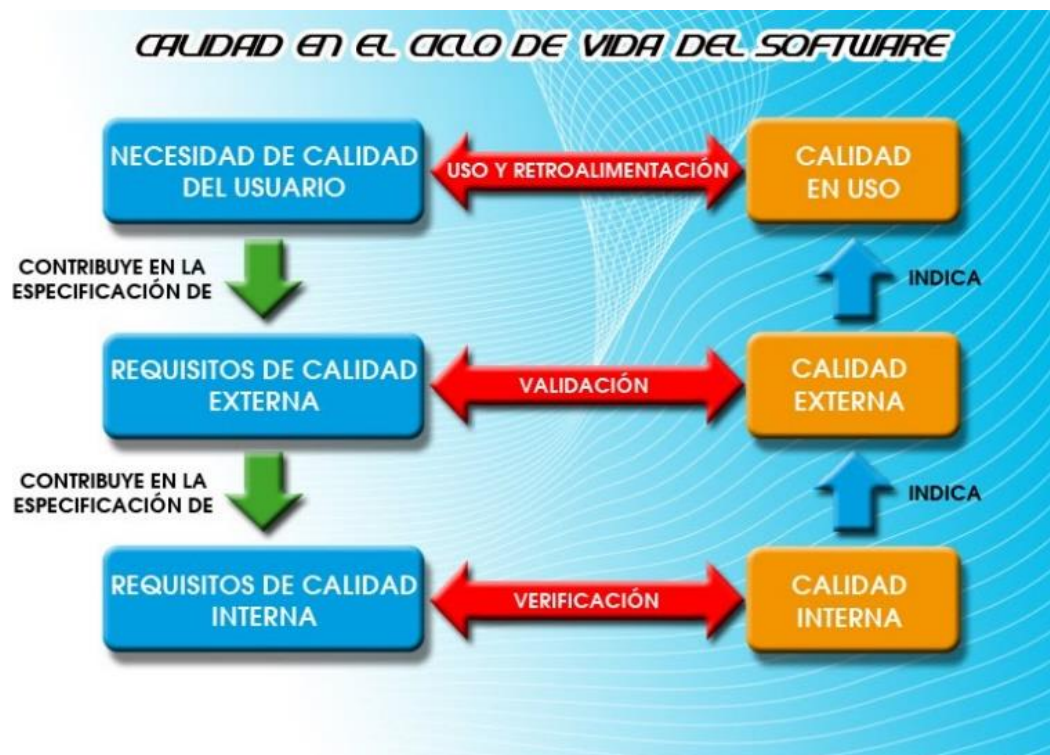 CALIDAD EN EL CICLO DE VIDA DEL SOFTWARE
NECESIDAD DE CALIDAD
DEL USUARIO
USO Y RETROALIMENTACIÓN
CALIDAD
EN USO
CONTRIBUYE EN LA
ESPECIFICACIÓN DE
INDICA
REQUISITOS DE CALIDAD
EXTERNA
VALIDACIÓN
CALIDAD
EXTERNA
CONTRIBUYE EN LA
ESPECIFICACIÓN DE
INDICA
REQUISITOS DE CALIDAD
INTERNA
VERIFICACIÓN
CALIDAD
INTERNA